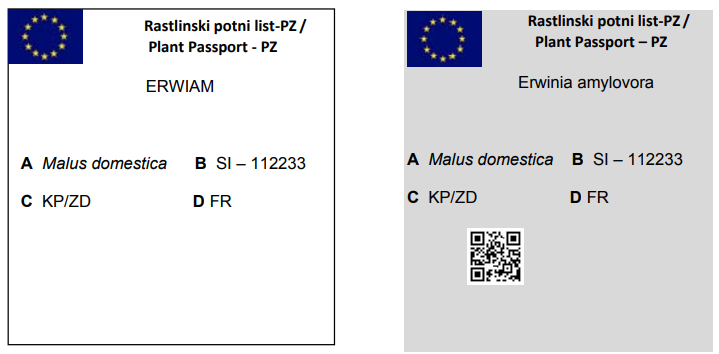 Rastlinski potni list-PZ /
Plant Passport - PZ
ERWIAM
A Malus domestica B SI – 112233
C KP/ZD D FR
Rastlinski potni list-PZ /
Plant Passport – PZ
Erwinia amylovora
A Malus domestica B SI – 112233
C KP/ZD D FR